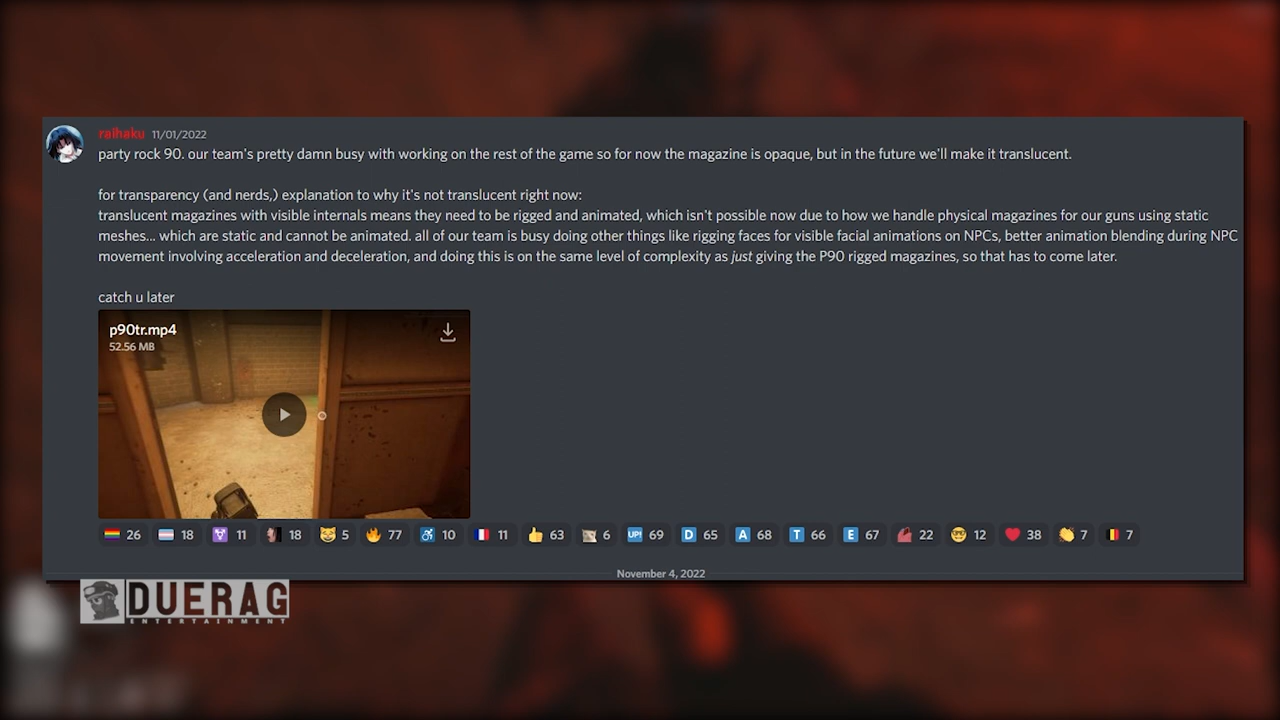 raihaku 11/01/2022
party rock 90. our team's pretty damn busy with working on the rest of the game so for now the magazine is opaque, but in the future we'll make it translucent.
for transparency (and nerds,) explanation to why it's not translucent right now:
translucent magazines with visible internals means they need to be rigged and animated, which isn't possible now due to how we handle physical magazines for our guns using static
meshes... which are static and cannot be animated. all of our team is busy doing other things like rigging faces for visible facial animations on NPCs, better animation blending during NPC
movement involving acceleration and deceleration, and doing this is on the same level of complexity as just giving the P90 rigged magazines, so that has to come later.
catch u later
p90tr.mp4
52.56 MB
26 18 11 18 5 77 10 11 63 6 UP! 69 D 65 A 68 T 66 E 67 22 12 38 7 7
November 4, 2022
DUERAG
ENTERTAINMENT